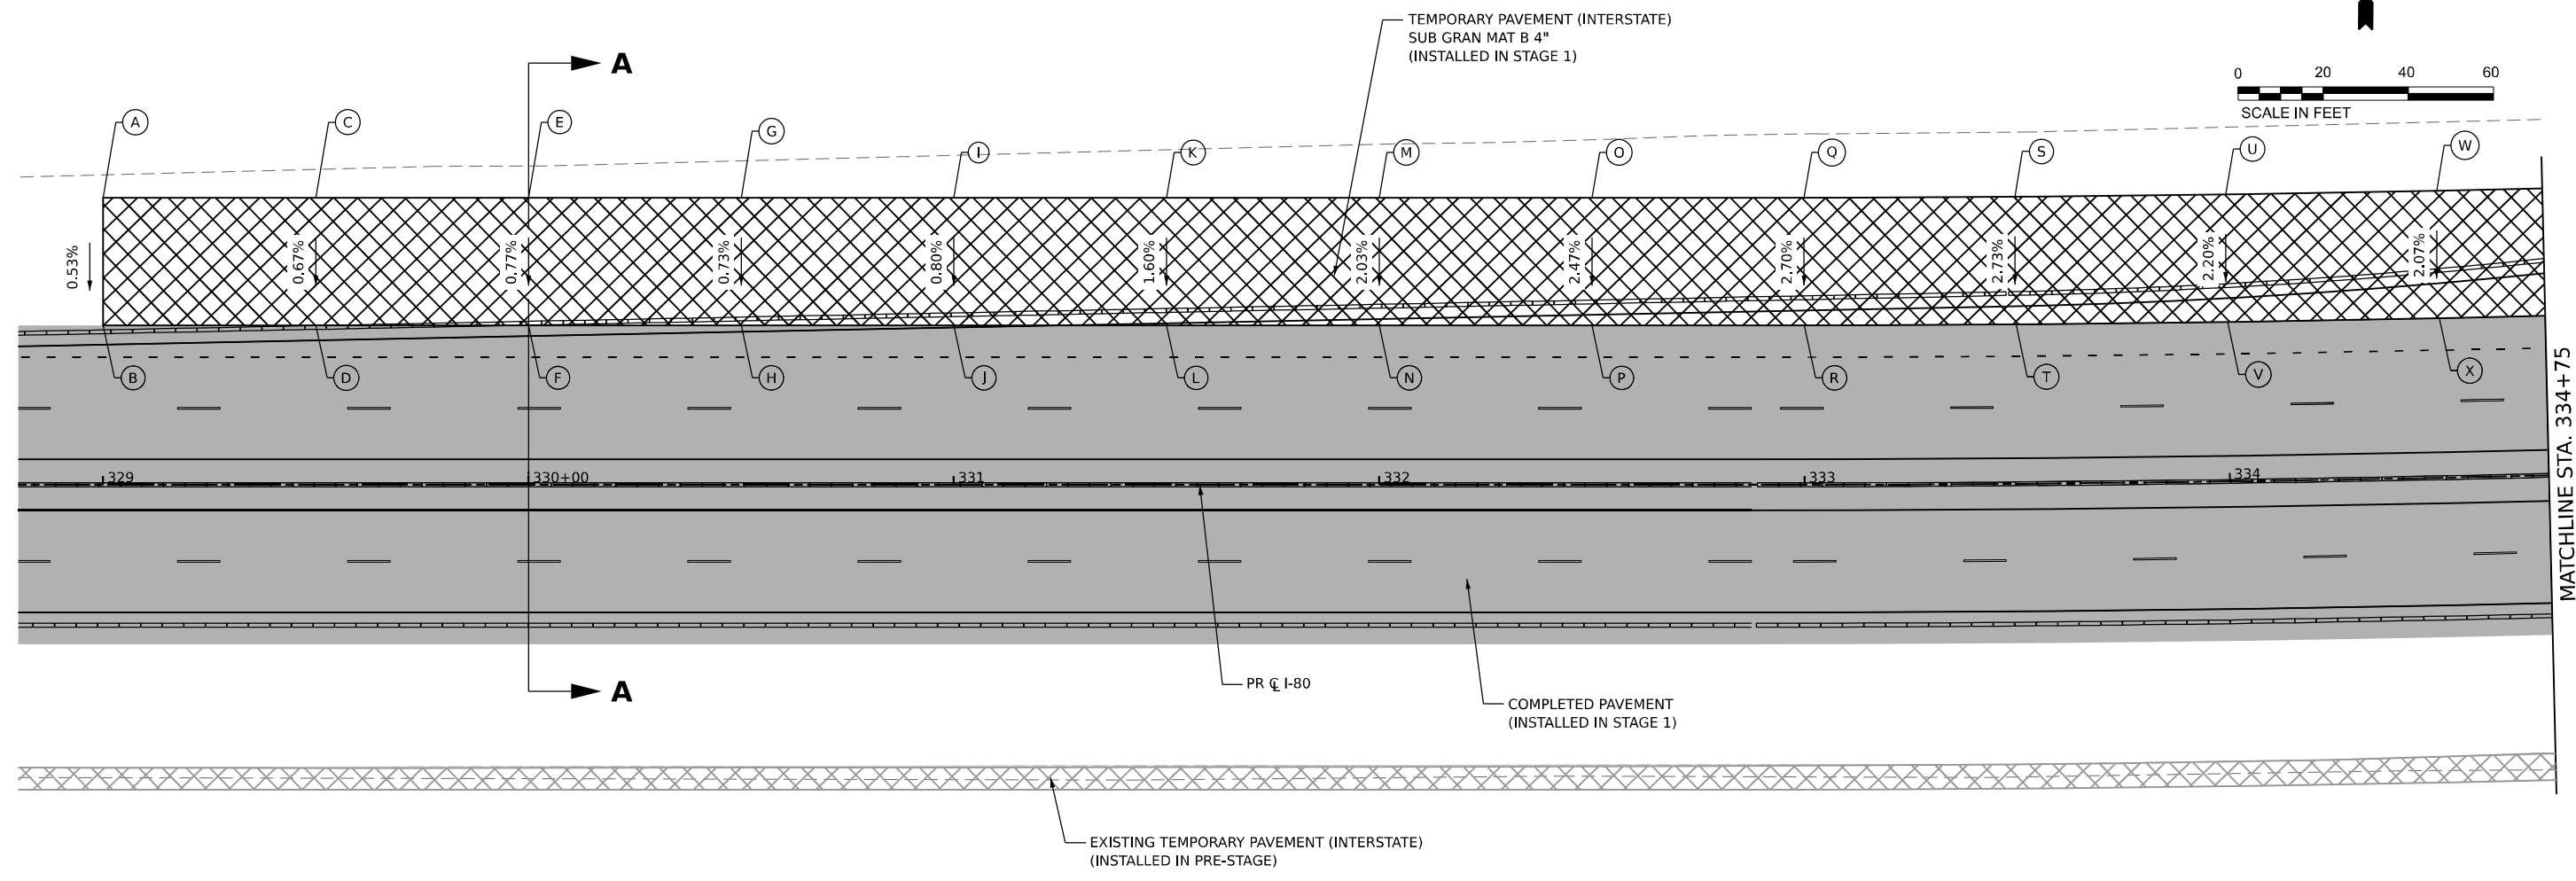 TEMPORARY PAVEMENT (INTERSTATE)
SUB GRAN MAT B 4"
(INSTALLED IN STAGE 1)
0 20 40 60
SCALE IN FEET
A
A C E G I K M O Q S U W
0.53% 0.67% 0.77% 0.73% 0.80% 1.60% 2.03% 2.47% 2.70% 2.73% 2.20% 2.07%
B D F H J L N P R T V X
329 330+00 331 332 333 334
MATCHLINE STA. 334+75
A
PR ℄ I-80
COMPLETED PAVEMENT
(INSTALLED IN STAGE 1)
EXISTING TEMPORARY PAVEMENT (INTERSTATE)
(INSTALLED IN PRE-STAGE)